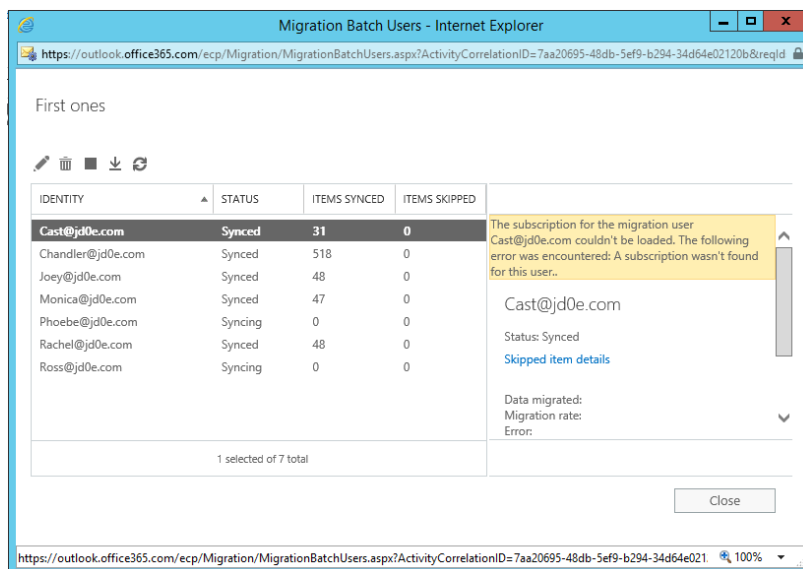 Migration Batch Users - Internet Explorer
https://outlook.office365.com/ecp/Migration/MigrationBatchUsers.aspx?ActivityCorrelationID=7aa20695-48db-5ef9-b294-34d64e02120b&reqId
First ones
IDENTITY STATUS ITEMS SYNCED ITEMS SKIPPED
Cast@jd0e.com Synced 31 0
Chandler@jd0e.com Synced 518 0
Joey@jd0e.com Synced 48 0
Monica@jd0e.com Synced 47 0
Phoebe@jd0e.com Syncing 0 0
Rachel@jd0e.com Synced 48 0
Ross@jd0e.com Syncing 0 0
1 selected of 7 total
The subscription for the migration user
Cast@jd0e.com couldn't be loaded. The following
error was encountered: A subscription wasn't found
for this user..
Cast@jd0e.com
Status: Synced
Skipped item details
Data migrated:
Migration rate:
Error:
Close
https://outlook.office365.com/ecp/Migration/MigrationBatchUsers.aspx?ActivityCorrelationID=7aa20695-48db-5ef9-b294-34d64e021. 100%